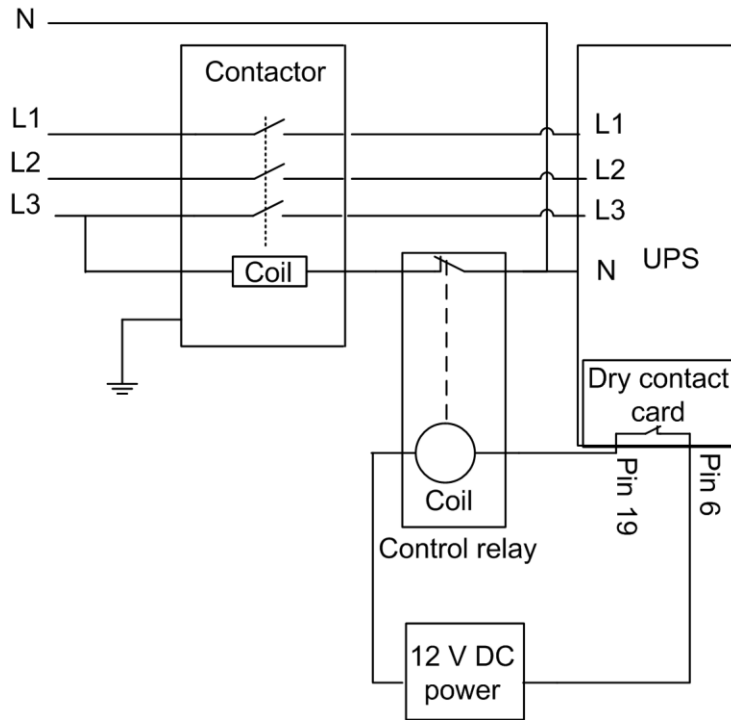 N
Contactor
L1
L1
L2
L2
L3
L3
Coil
N
UPS
Dry contact
card
Pin 19
Pin 6
Coil
Control relay
12 V DC
power